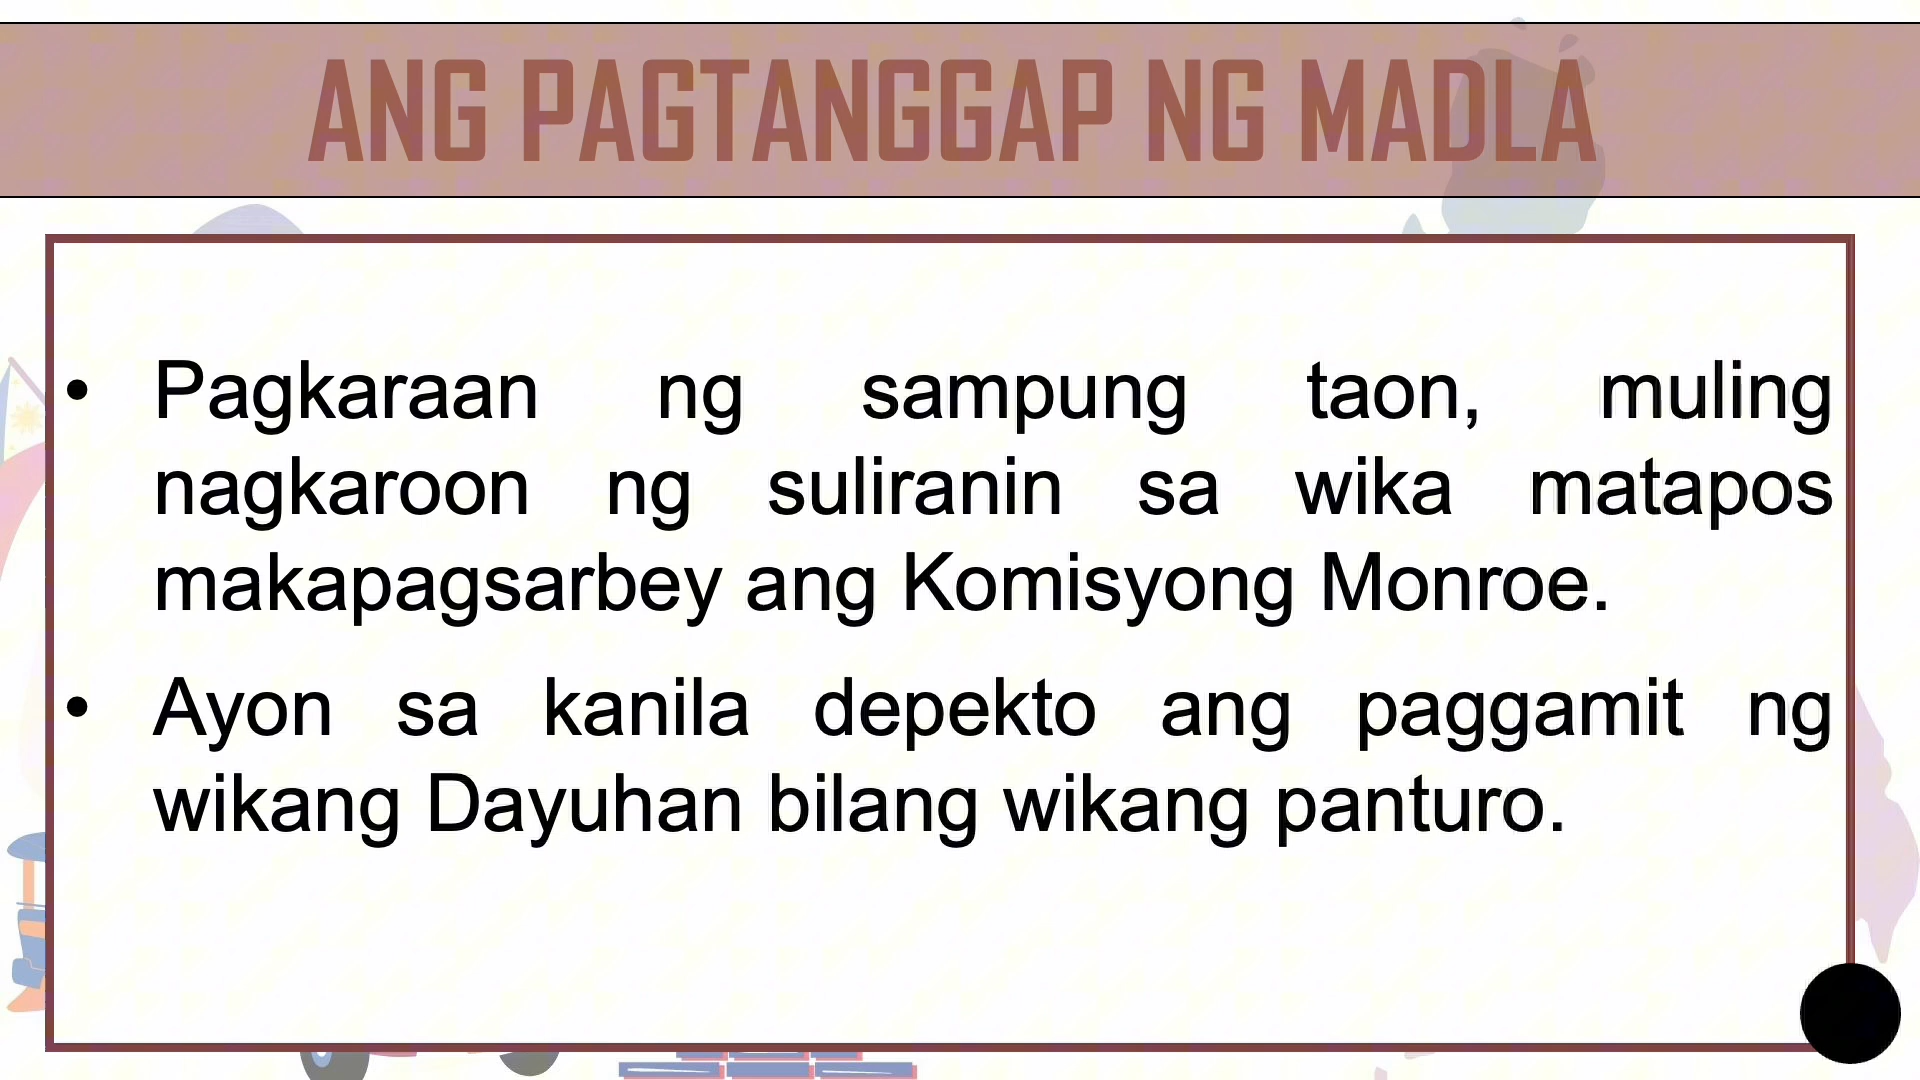 ANG PAGTANGGAP NG MADLA
• Pagkaraan ng sampung taon, muling
nagkaroon ng suliranin sa wika matapos
makapagsarbey ang Komisyong Monroe.
• Ayon sa kanila depekto ang paggamit ng
wikang Dayuhan bilang wikang panturo.